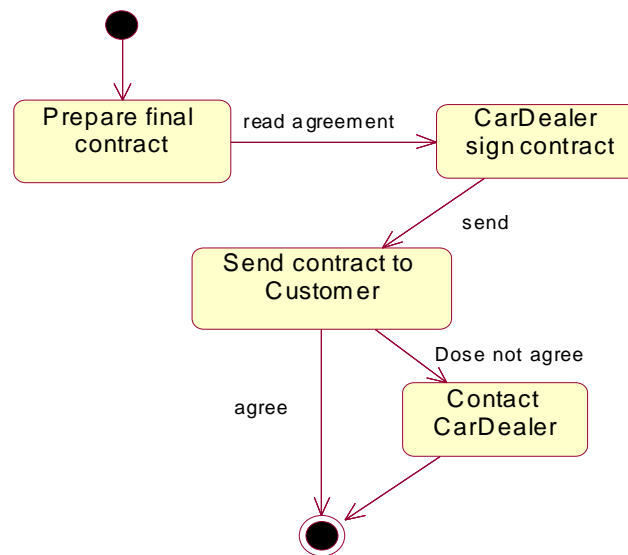 Prepare final
contract
read agreement
CarDealer
sign contract
send
Send contract to
Customer
Dose not agree
agree
Contact
CarDealer